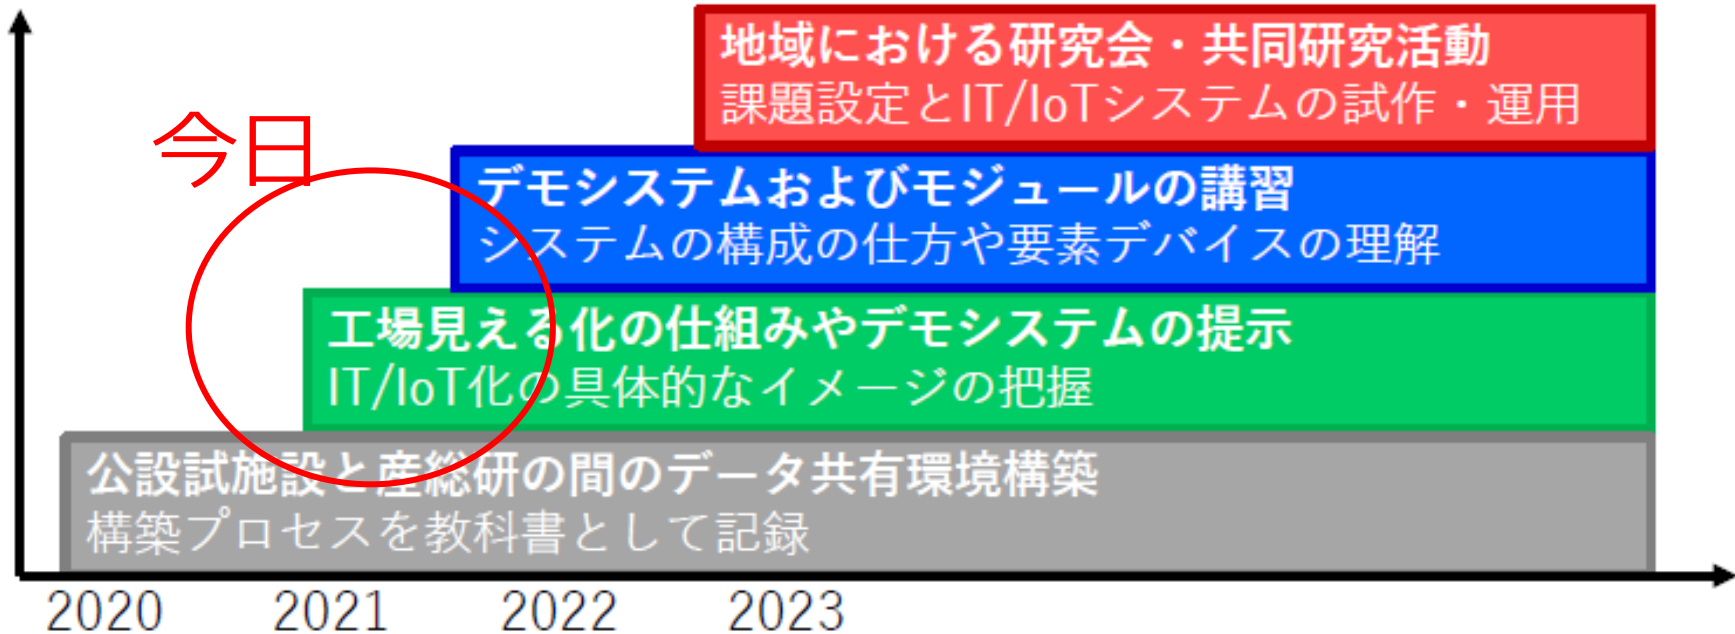 地域における研究会・共同研究活動
課題設定とIT/IoTシステムの試作・運用
今日
デモシステムおよびモジュールの講習
システムの構成の仕方や要素デバイスの理解
工場見える化の仕組みやデモシステムの提示
IT/IoT化の具体的なイメージの把握
公設試施設と産総研の間のデータ共有環境構築
構築プロセスを教科書として記録
2020 2021 2022 2023